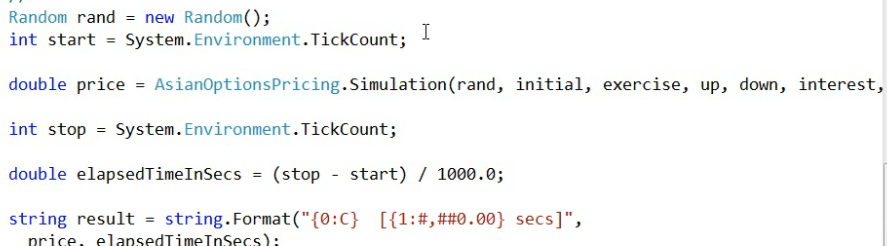 Random rand = new Random();
int start = System.Environment.TickCount;
double price = AsianOptionsPricing.Simulation(rand, initial, exercise, up, down, interest,
int stop = System.Environment.TickCount;
double elapsedTimeInSecs = (stop - start) / 1000.0;
string result = string.Format("{0:C}  [{1:#,##0.00} secs]",
price, elapsedTimeInSecs);